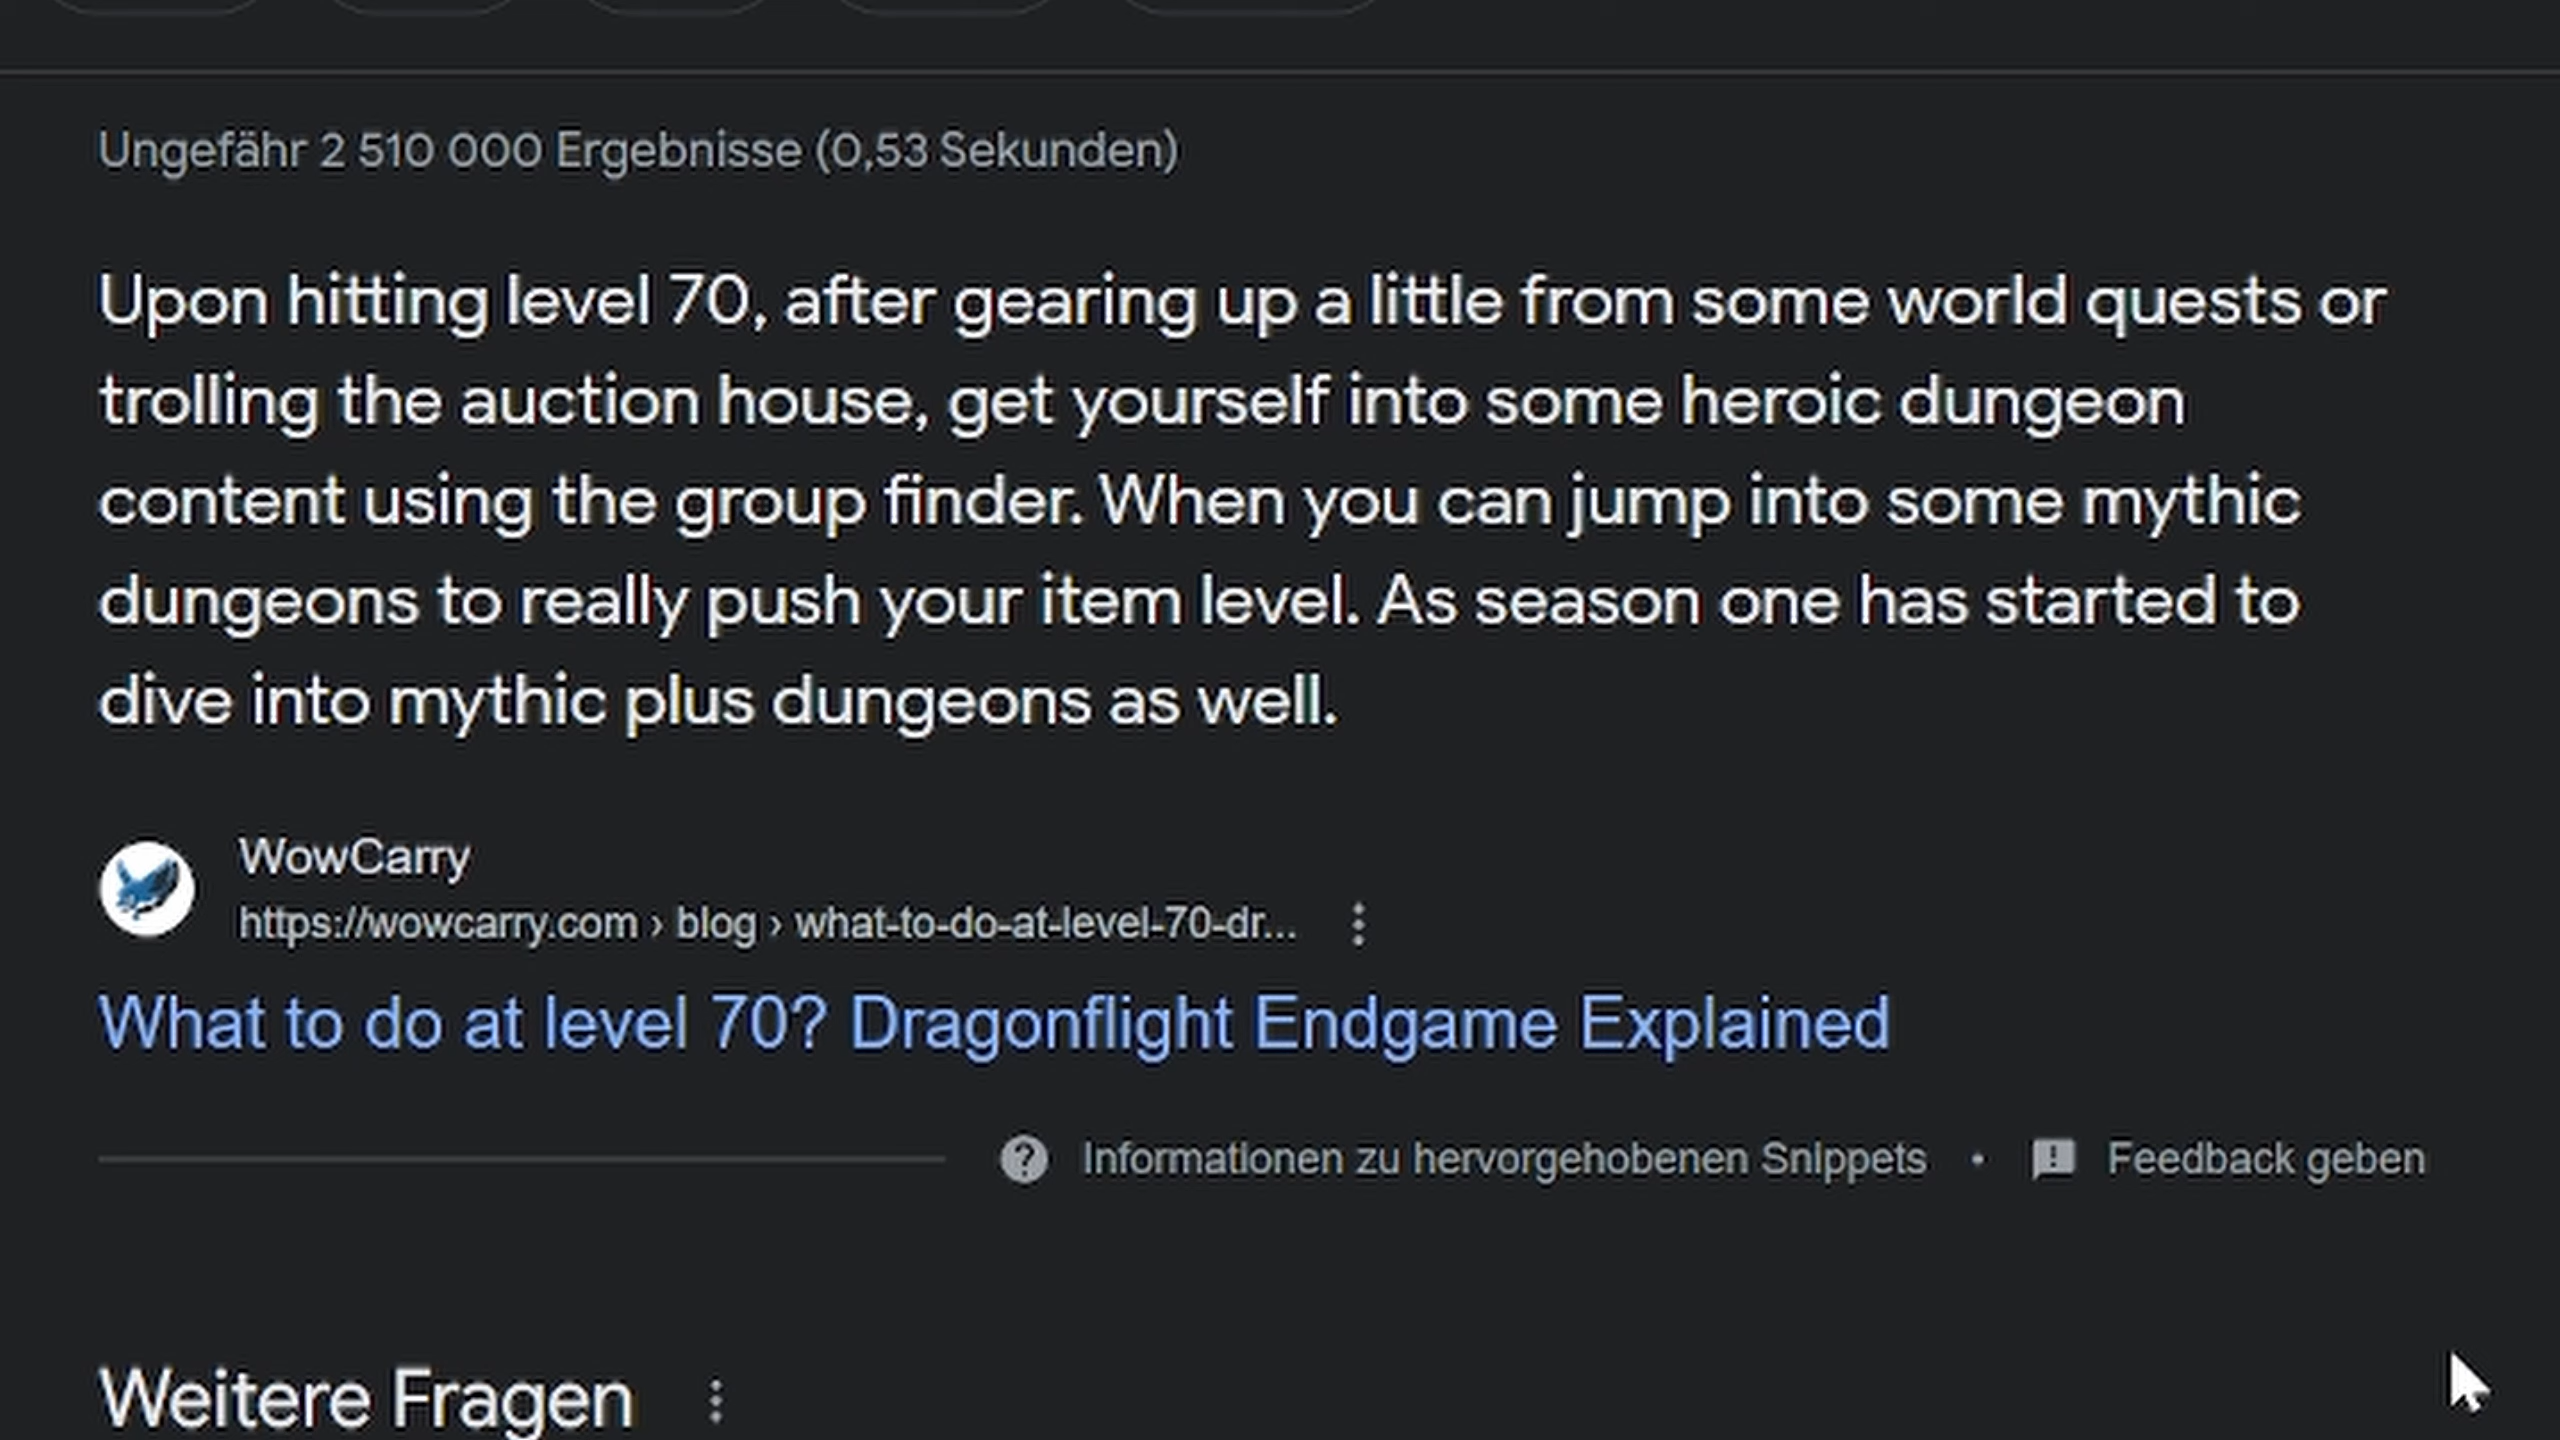 Ungefähr 2 510 000 Ergebnisse (0,53 Sekunden)
Upon hitting level 70, after gearing up a little from some world quests or
trolling the auction house, get yourself into some heroic dungeon
content using the group finder. When you can jump into some mythic
dungeons to really push your item level. As season one has started to
dive into mythic plus dungeons as well.
WowCarry
https://wowcarry.com › blog › what-to-do-at-level-70-dr...
What to do at level 70? Dragonflight Endgame Explained
Informationen zu hervorgehobenen Snippets • Feedback geben
Weitere Fragen